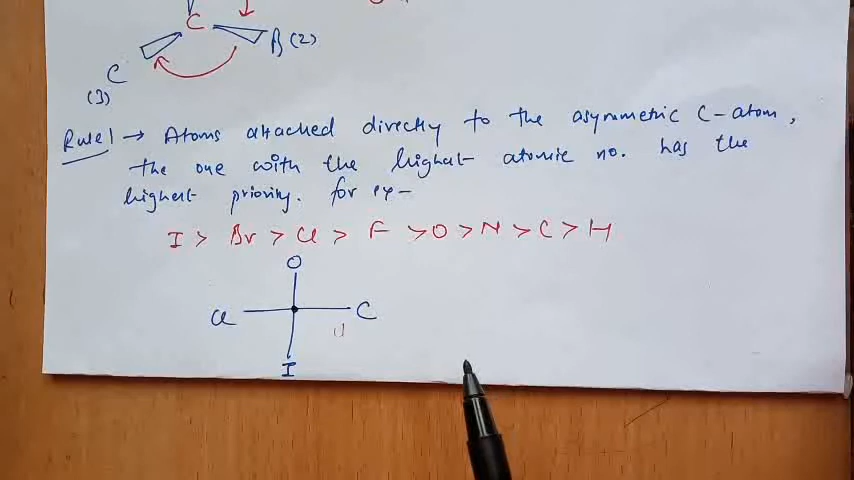 C
B (2)
C
(3)
Rule 1 → Atoms attached directly to the asymmetric C-atom,
the one with the highest atomic no. has the
highest priority. for ex-
I > Br > Cl > F > O > N > C > H
O
Cl C
I